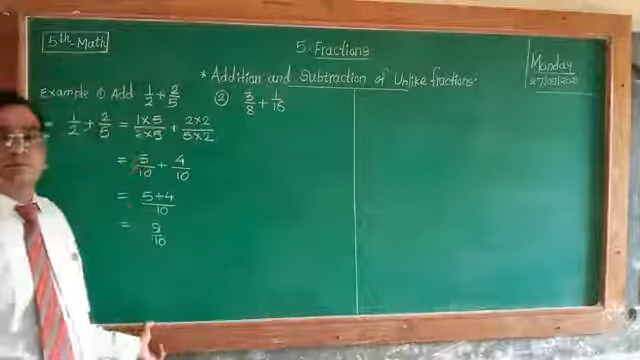 5th-Math
5. Fractions
Monday
* Addition and Subtraction of Unlike fractions.
Example ① Add 1/2 + 2/5
② 3/8 + 1/16
1/2 + 2/5 = 1×5/2×5 + 2×2/5×2
= 5/10 + 4/10
= 5+4/10
= 9/10